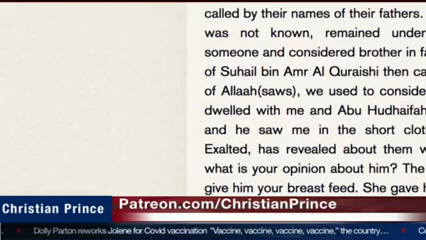 called by their names of their fathers.
was not known, remained under
someone and considered brother in
of Suhail bin Amr Al Quraishi then
of Allaah(saws), we used to
dwelled with me and Abu Hudhaifah
and he saw me in the short
Exalted, has revealed about them
what is your opinion about him? The
give him your breast feed. She gave
Christian Prince
Patreon.com/ChristianPrince
Dolly Parton reworks Jolene for Covid vaccination "Vaccine, vaccine, vaccine, vaccine," the country…